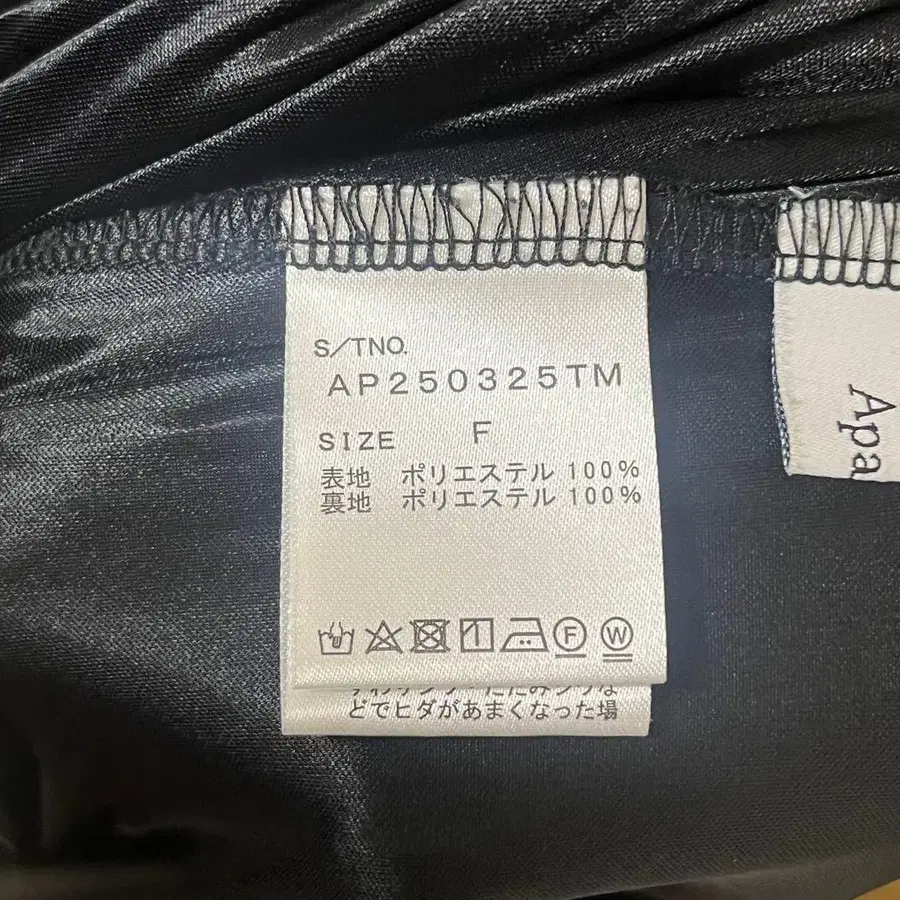 S/TNO.
AP250325TM
SIZE F
表地 ポリエステル 100%
裏地 ポリエステル 100%
F W
どでヒダがあまくなった場
Apa